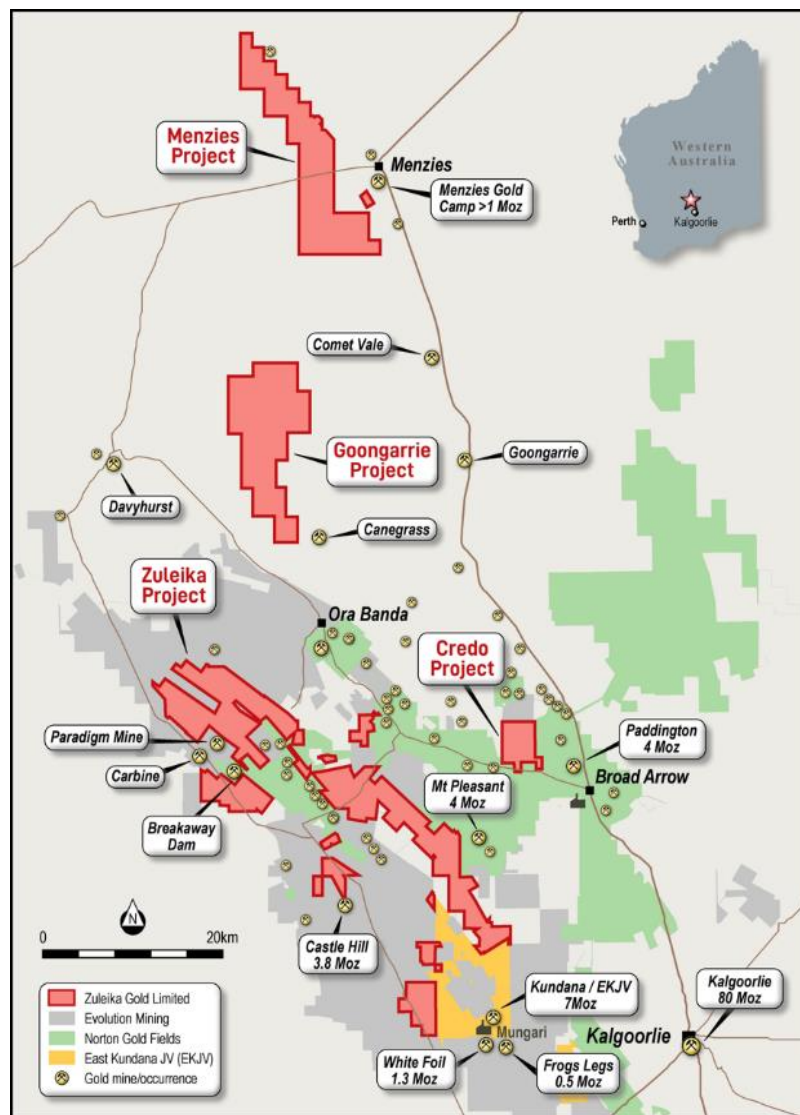 Menzies
Project
Menzies
Menzies Gold
Camp >1 Moz
Western
Australia
Perth
Kalgoorlie
Comet Vale
Goongarrie
Project
Goongarrie
Davyhurst
Canegrass
Zuleika
Project
Ora Banda
Credo
Project
Paradigm Mine
Carbine
Breakaway
Dam
Mt Pleasant
4 Moz
Paddington
4 Moz
Broad Arrow
N
0
20km
Castle Hill
3.8 Moz
Kundana / EKJV
7Moz
Mungari
White Foil
1.3 Moz
Frogs Legs
0.5 Moz
Kalgoorlie
80 Moz
Kalgoorlie
Zuleika Gold Limited
Evolution Mining
Norton Gold Fields
East Kundana JV (EKJV)
Gold mine/occurrence